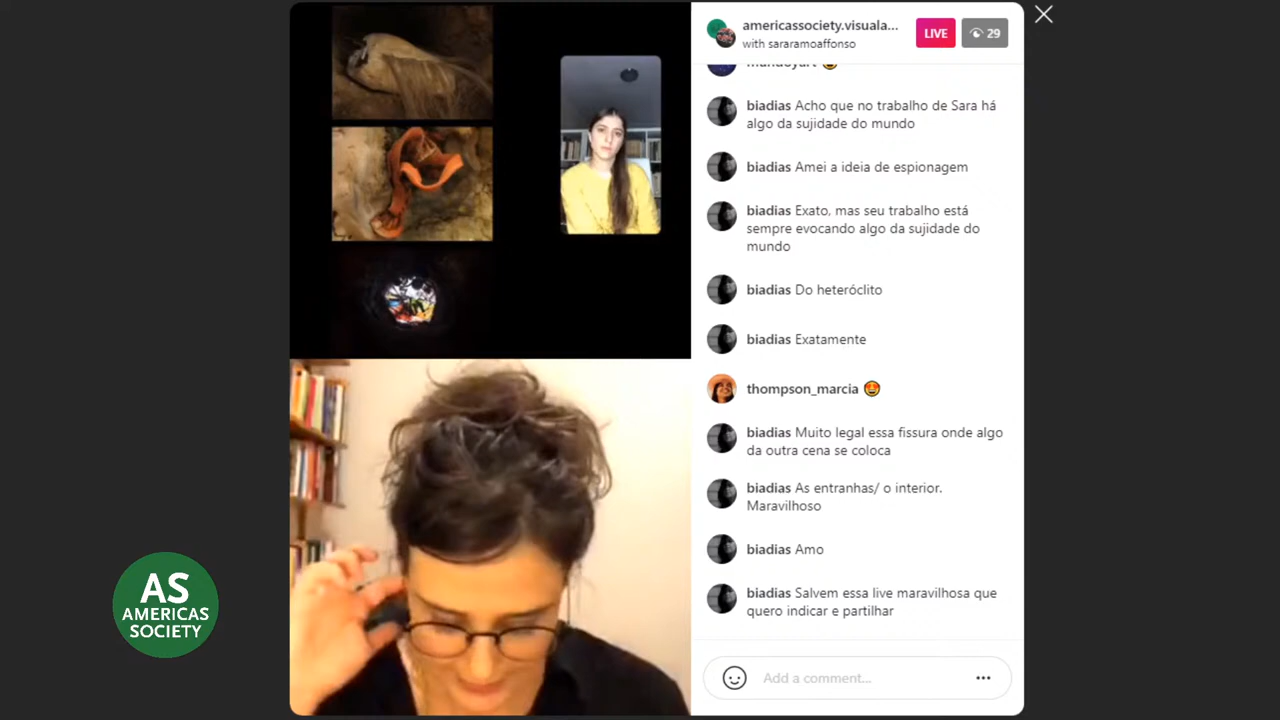 americassociety.visuala...
with sararamoaffonso
LIVE
29
mundoyart
biadias Acho que no trabalho de Sara há
algo da sujidade do mundo
biadias Amei a ideia de espionagem
biadias Exato, mas seu trabalho está
sempre evocando algo da sujidade do
mundo
biadias Do heteróclito
biadias Exatamente
thompson_marcia
biadias Muito legal essa fissura onde algo
da outra cena se coloca
biadias As entranhas/ o interior.
Maravilhoso
biadias Amo
biadias Salvem essa live maravilhosa que
quero indicar e partilhar
Add a comment...
AS
AMERICAS
SOCIETY